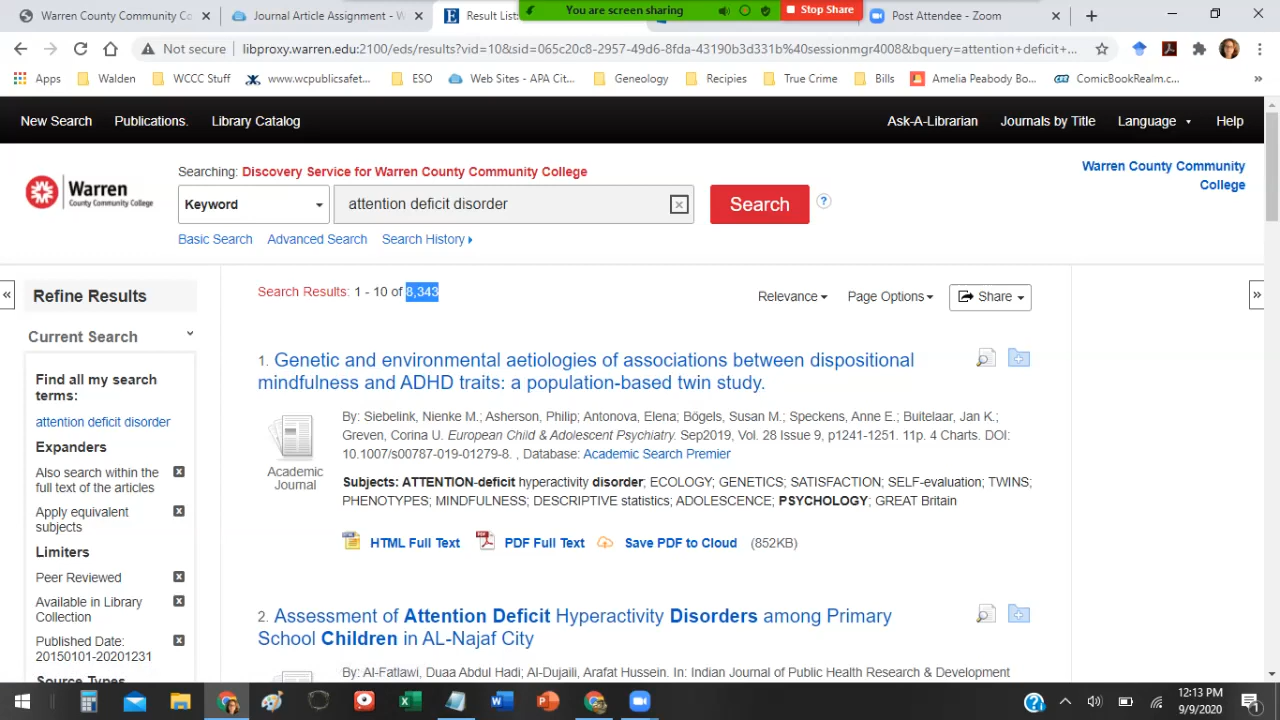 Warren County Community Co
Journal Article Assignment - W
Result List
You are screen sharing
Stop Share
Post Attendee - Zoom
Not secure
libproxy.warren.edu:2100/eds/results?vid=10&sid=065c20c8-2957-49d6-8fda-43190b3d331b%40sessionmgr4008&bquery=attention+deficit+...
Apps
Walden
WCCC Stuff
www.wcpublicsafet...
ESO
Web Sites - APA Cit...
Geneology
Recipies
True Crime
Bills
Amelia Peabody Bo...
ComicBookRealm.c...
New Search
Publications.
Library Catalog
Ask-A-Librarian
Journals by Title
Language
Help
Warren
County Community College
Searching: Discovery Service for Warren County Community College
Keyword
attention deficit disorder
Search
Warren County Community
College
Basic Search
Advanced Search
Search History
Refine Results
Current Search
Find all my search
terms:
attention deficit disorder
Expanders
Also search within the
full text of the articles
Apply equivalent
subjects
Limiters
Peer Reviewed
Available in Library
Collection
Published Date:
20150101-20201231
Source Types
Search Results: 1 - 10 of 8,343
Relevance
Page Options
Share
1. Genetic and environmental aetiologies of associations between dispositional
mindfulness and ADHD traits: a population-based twin study.
Academic
Journal
By: Siebelink, Nienke M.; Asherson, Philip; Antonova, Elena; Bögels, Susan M.; Speckens, Anne E.; Buitelaar, Jan K.;
Greven, Corina U. European Child & Adolescent Psychiatry. Sep2019, Vol. 28 Issue 9, p1241-1251. 11p. 4 Charts. DOI:
10.1007/s00787-019-01279-8. , Database: Academic Search Premier
Subjects: ATTENTION-deficit hyperactivity disorder; ECOLOGY; GENETICS; SATISFACTION; SELF-evaluation; TWINS;
PHENOTYPES; MINDFULNESS; DESCRIPTIVE statistics; ADOLESCENCE; PSYCHOLOGY; GREAT Britain
HTML Full Text
PDF Full Text
Save PDF to Cloud
(852KB)
2. Assessment of Attention Deficit Hyperactivity Disorders among Primary
School Children in AL-Najaf City
By: Al-Fatlawi, Duaa Abdul Hadi; Al-Dujaili, Arafat Hussein. In: Indian Journal of Public Health Research & Development
12:13 PM
9/9/2020